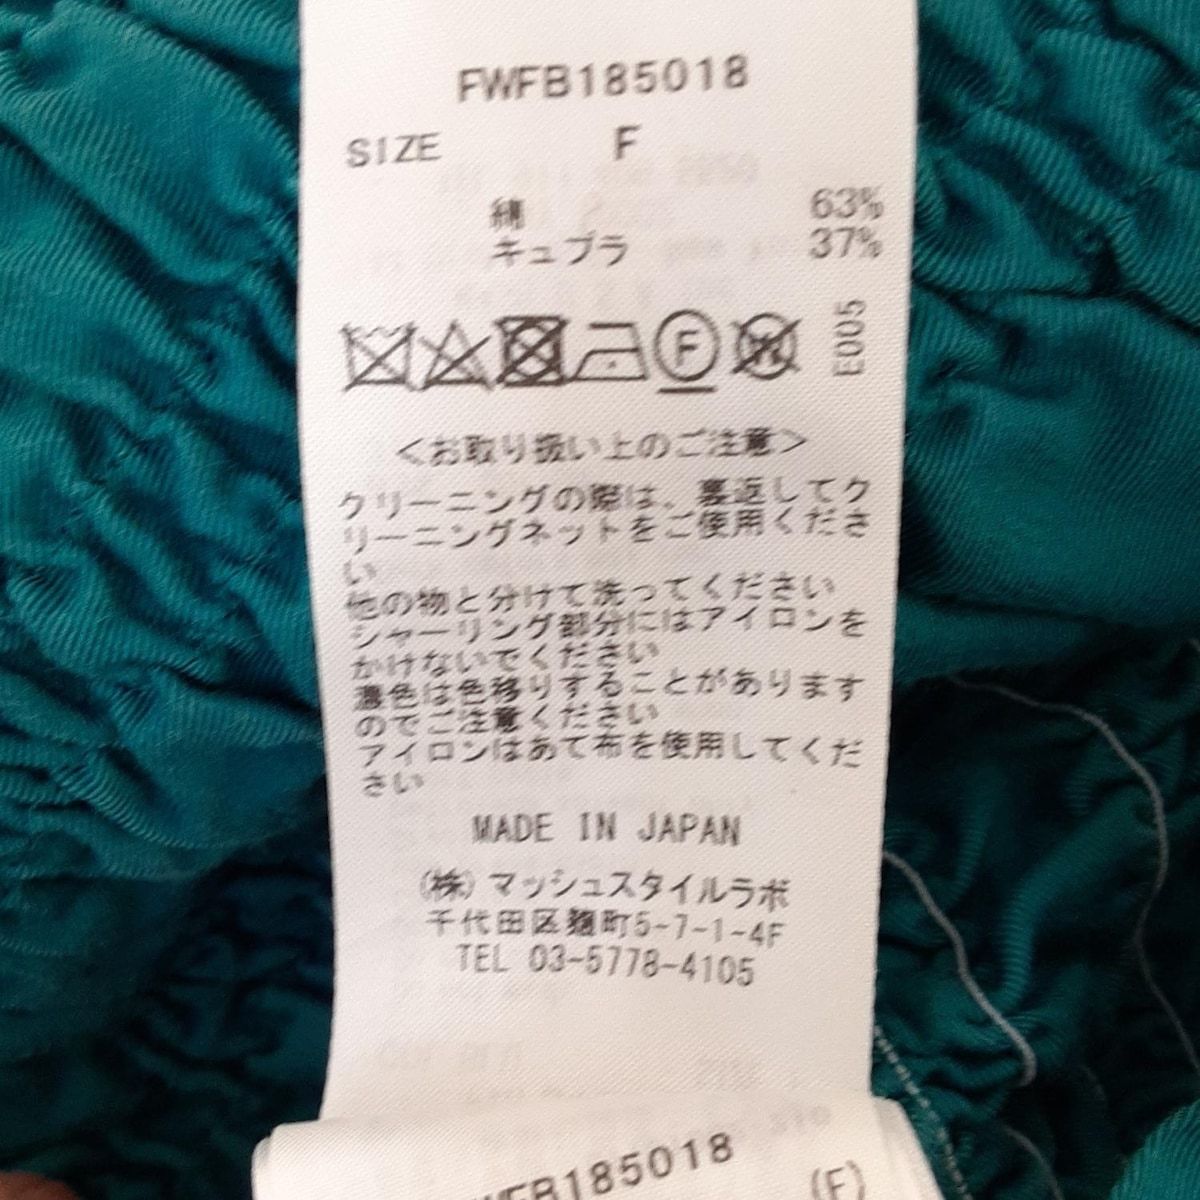 FWFB185018
SIZE F
綿 63%
キュプラ 37%
F
W
E005
<お取り扱い上のご注意>
クリーニングの際は、裏返してク
リーニングネットをご使用くださ
い
他の物と分けて洗ってください
シャーリング部分にはアイロンを
かけないでください
濃色は色移りすることがあります
のでご注意ください
アイロンはあて布を使用してくだ
さい
MADE IN JAPAN
(株)マッシュスタイルラボ
千代田区麹町5-7-1-4F
TEL 03-5778-4105
FWFB185018
(F)